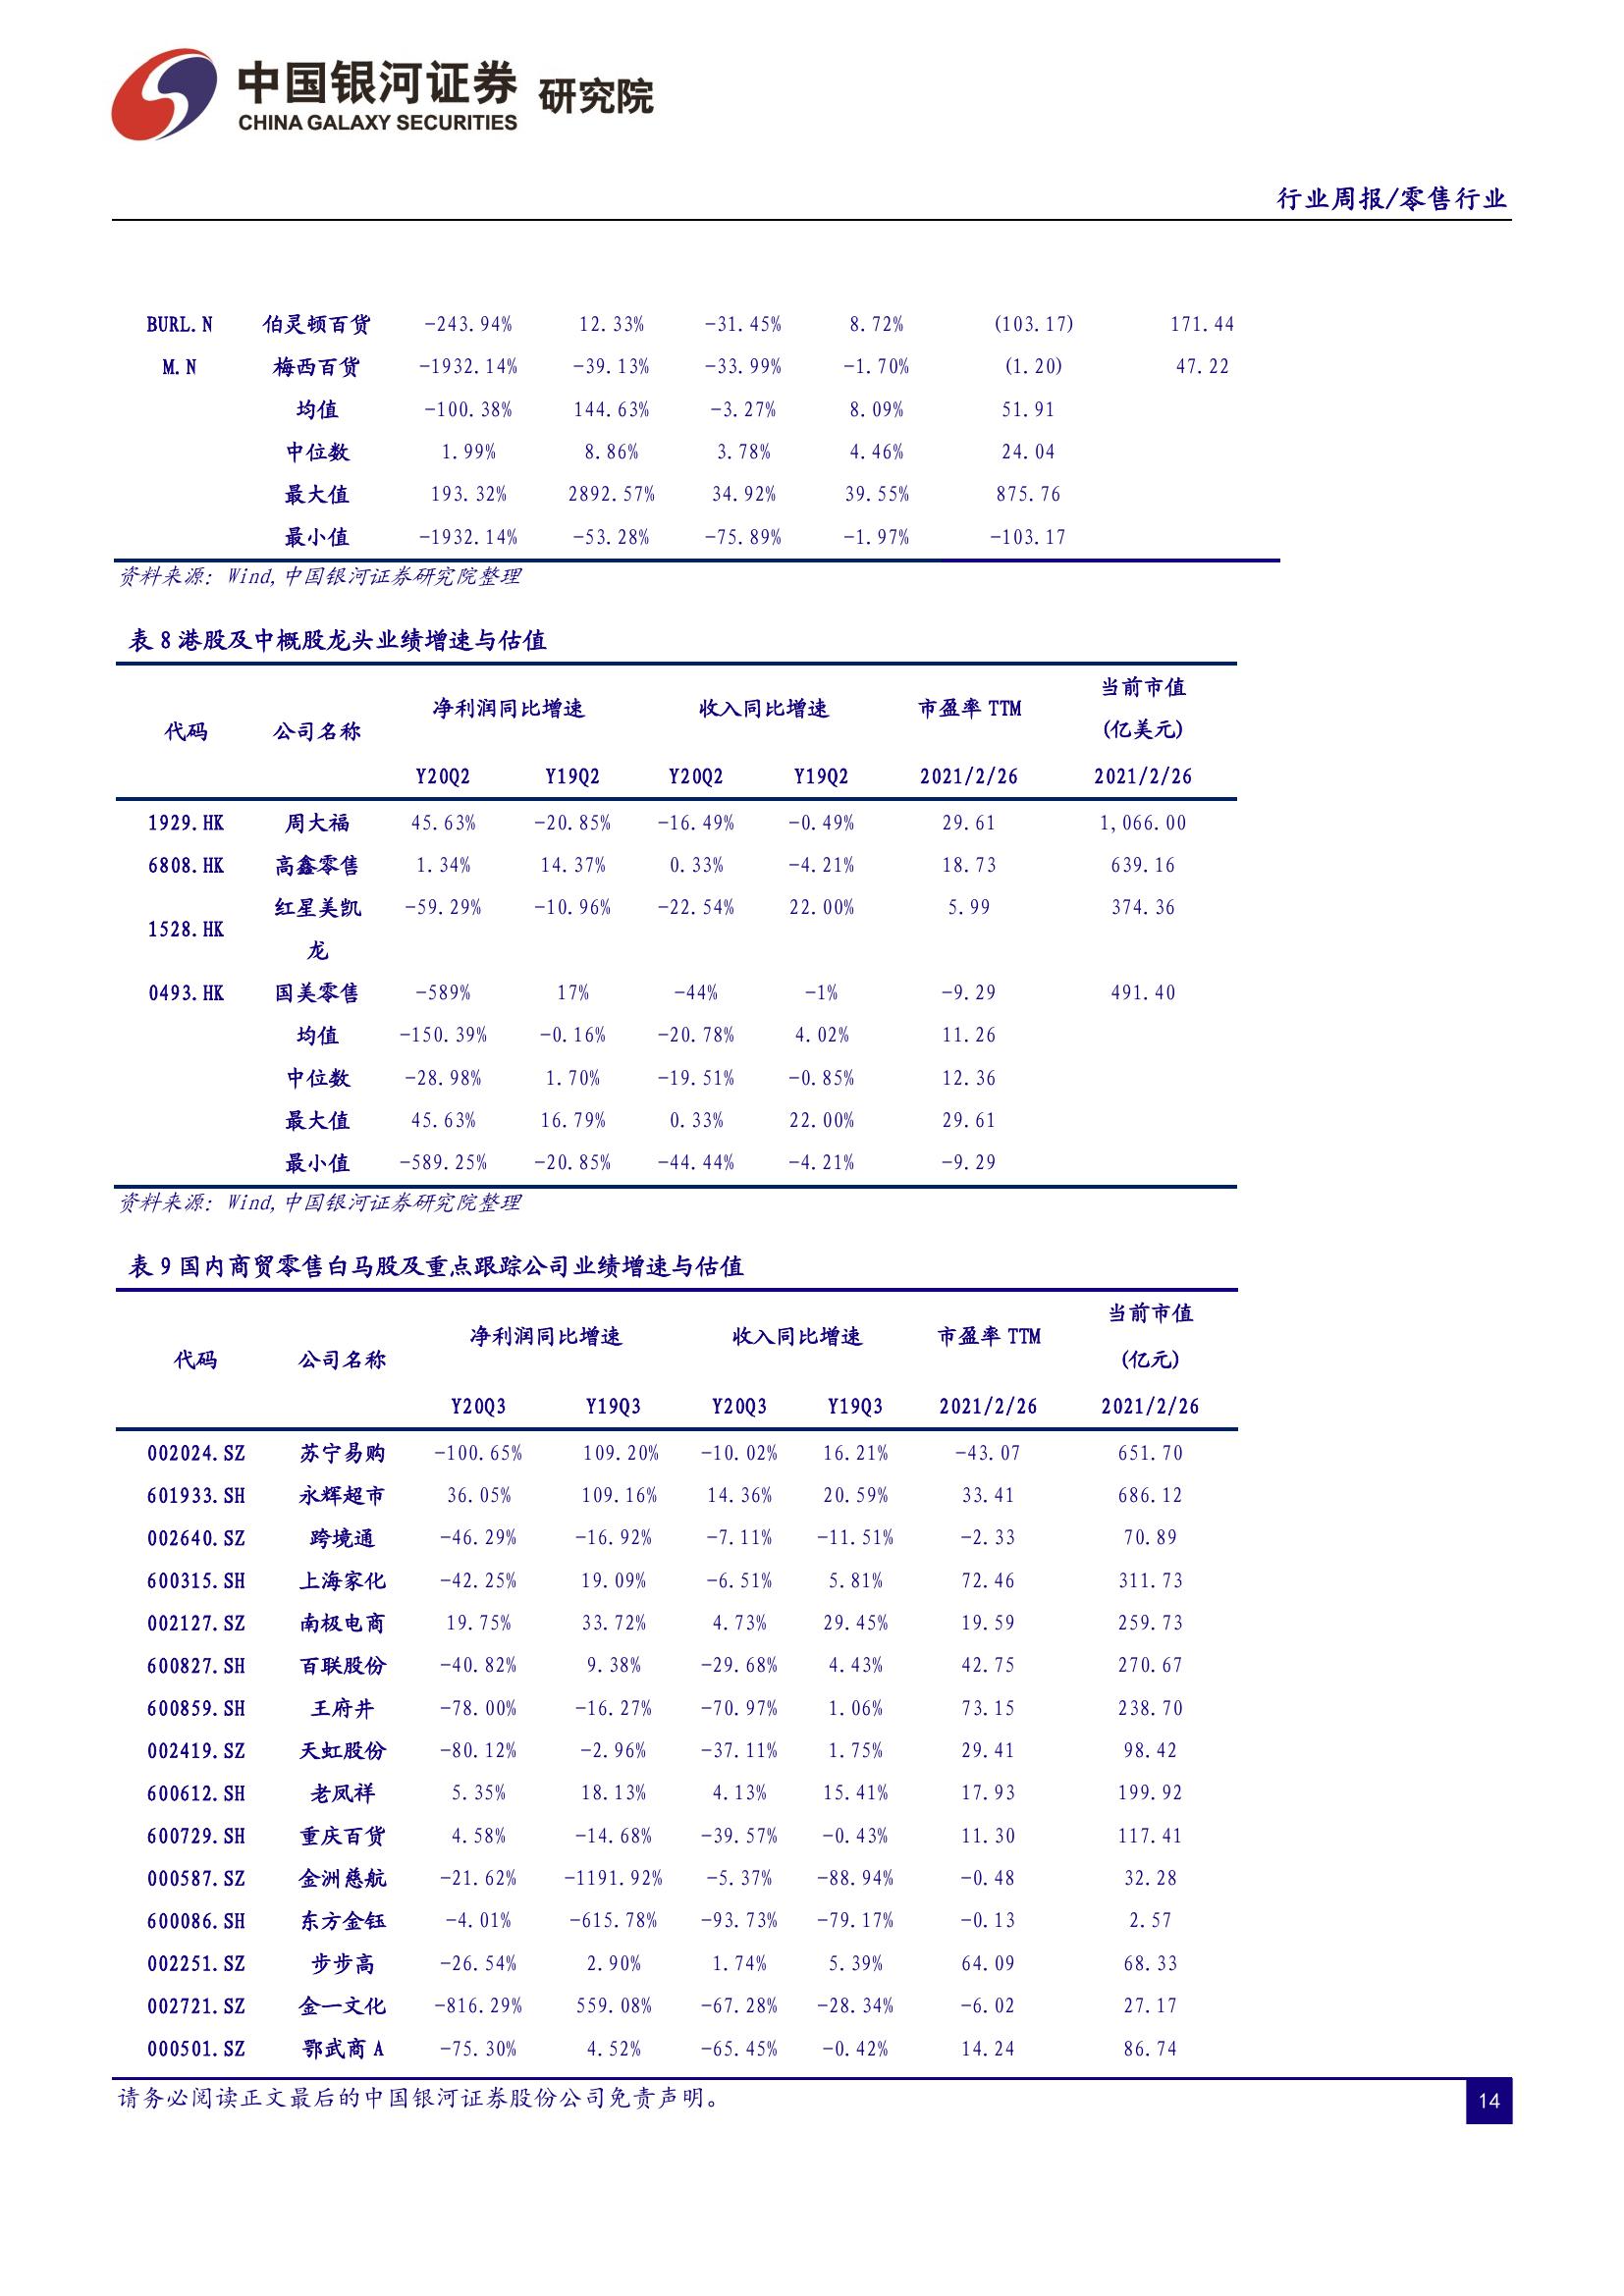 中国银河证券 研究院
CHINA GALAXY SECURITIES
行业周报/零售行业
BURL.N 伯灵顿百货 -243.94% 12.33% -31.45% 8.72% (103.17) 171.44
M.N 梅西百货 -1932.14% -39.13% -33.99% -1.70% (1.20) 47.22
均值 -100.38% 144.63% -3.27% 8.09% 51.91
中位数 1.99% 8.86% 3.78% 4.46% 24.04
最大值 193.32% 2892.57% 34.92% 39.55% 875.76
最小值 -1932.14% -53.28% -75.89% -1.97% -103.17
资料来源: Wind,中国银河证券研究院整理
表 8 港股及中概股龙头业绩增速与估值
代码 公司名称 净利润同比增速 收入同比增速 市盈率 TTM 当前市值
(亿美元)
Y20Q2 Y19Q2 Y20Q2 Y19Q2 2021/2/26 2021/2/26
1929.HK 周大福 45.63% -20.85% -16.49% -0.49% 29.61 1,066.00
6808.HK 高鑫零售 1.34% 14.37% 0.33% -4.21% 18.73 639.16
1528.HK 红星美凯 -59.29% -10.96% -22.54% 22.00% 5.99 374.36
龙
0493.HK 国美零售 -589% 17% -44% -1% -9.29 491.40
均值 -150.39% -0.16% -20.78% 4.02% 11.26
中位数 -28.98% 1.70% -19.51% -0.85% 12.36
最大值 45.63% 16.79% 0.33% 22.00% 29.61
最小值 -589.25% -20.85% -44.44% -4.21% -9.29
资料来源: Wind,中国银河证券研究院整理
表 9 国内商贸零售白马股及重点跟踪公司业绩增速与估值
代码 公司名称 净利润同比增速 收入同比增速 市盈率 TTM 当前市值
(亿元)
Y20Q3 Y19Q3 Y20Q3 Y19Q3 2021/2/26 2021/2/26
002024.SZ 苏宁易购 -100.65% 109.20% -10.02% 16.21% -43.07 651.70
601933.SH 永辉超市 36.05% 109.16% 14.36% 20.59% 33.41 686.12
002640.SZ 跨境通 -46.29% -16.92% -7.11% -11.51% -2.33 70.89
600315.SH 上海家化 -42.25% 19.09% -6.51% 5.81% 72.46 311.73
002127.SZ 南极电商 19.75% 33.72% 4.73% 29.45% 19.59 259.73
600827.SH 百联股份 -40.82% 9.38% -29.68% 4.43% 42.75 270.67
600859.SH 王府井 -78.00% -16.27% -70.97% 1.06% 73.15 238.70
002419.SZ 天虹股份 -80.12% -2.96% -37.11% 1.75% 29.41 98.42
600612.SH 老凤祥 5.35% 18.13% 4.13% 15.41% 17.93 199.92
600729.SH 重庆百货 4.58% -14.68% -39.57% -0.43% 11.30 117.41
000587.SZ 金洲慈航 -21.62% -1191.92% -5.37% -88.94% -0.48 32.28
600086.SH 东方金钰 -4.01% -615.78% -93.73% -79.17% -0.13 2.57
002251.SZ 步步高 -26.54% 2.90% 1.74% 5.39% 64.09 68.33
002721.SZ 金一文化 -816.29% 559.08% -67.28% -28.34% -6.02 27.17
000501.SZ 鄂武商 A -75.30% 4.52% -65.45% -0.42% 14.24 86.74
请务必阅读正文最后的中国银河证券股份公司免责声明。 14